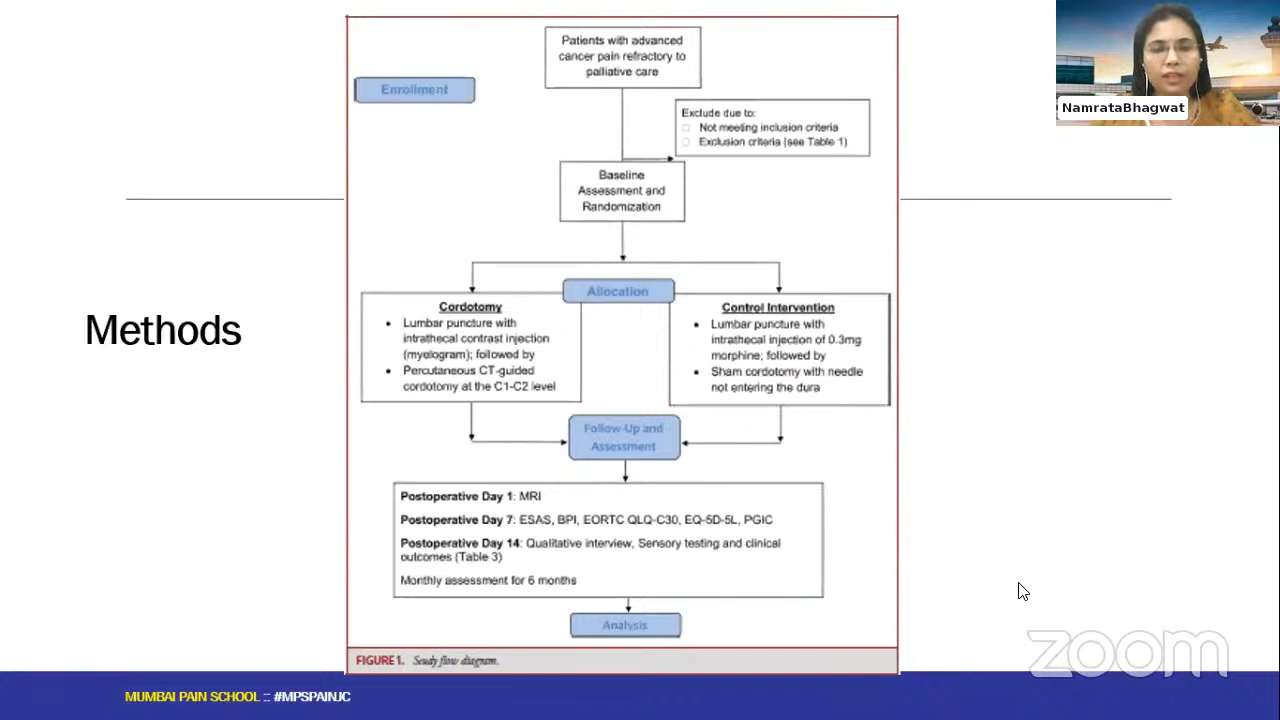 Patients with advanced
cancer pain refractory to
palliative care
NamrataBhagwat
Enrollment
Exclude due to:
Not meeting inclusion criteria
Exclusion criteria (see Table 1)
Baseline
Assessment and
Randomization
Allocation
Cordotomy
• Lumbar puncture with
intrathecal contrast injection
(myelogram); followed by
• Percutaneous CT-guided
cordotomy at the C1-C2 level
Control Intervention
• Lumbar puncture with
intrathecal injection of 0.3mg
morphine; followed by
• Sham cordotomy with needle
not entering the dura
Methods
Follow-Up and
Assessment
Postoperative Day 1: MRI
Postoperative Day 7: ESAS, BPI, EORTC QLQ-C30, EQ-5D-5L, PGIC
Postoperative Day 14: Qualitative interview, Sensory testing and clinical
outcomes (Table 3)
Monthly assessment for 6 months
Analysis
FIGURE 1. Study flow diagram.
zoom
MUMBAI PAIN SCHOOL :: #MPSPAINJC